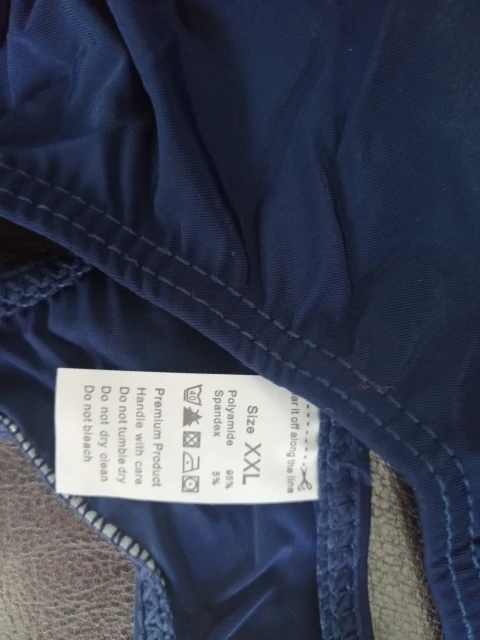 ar it off along the line
Size XXL
Polyamide 95%
Spandex 5%
40
Premium Product
Handle with care
Do not tumble dry
Do not dry clean
Do not bleach